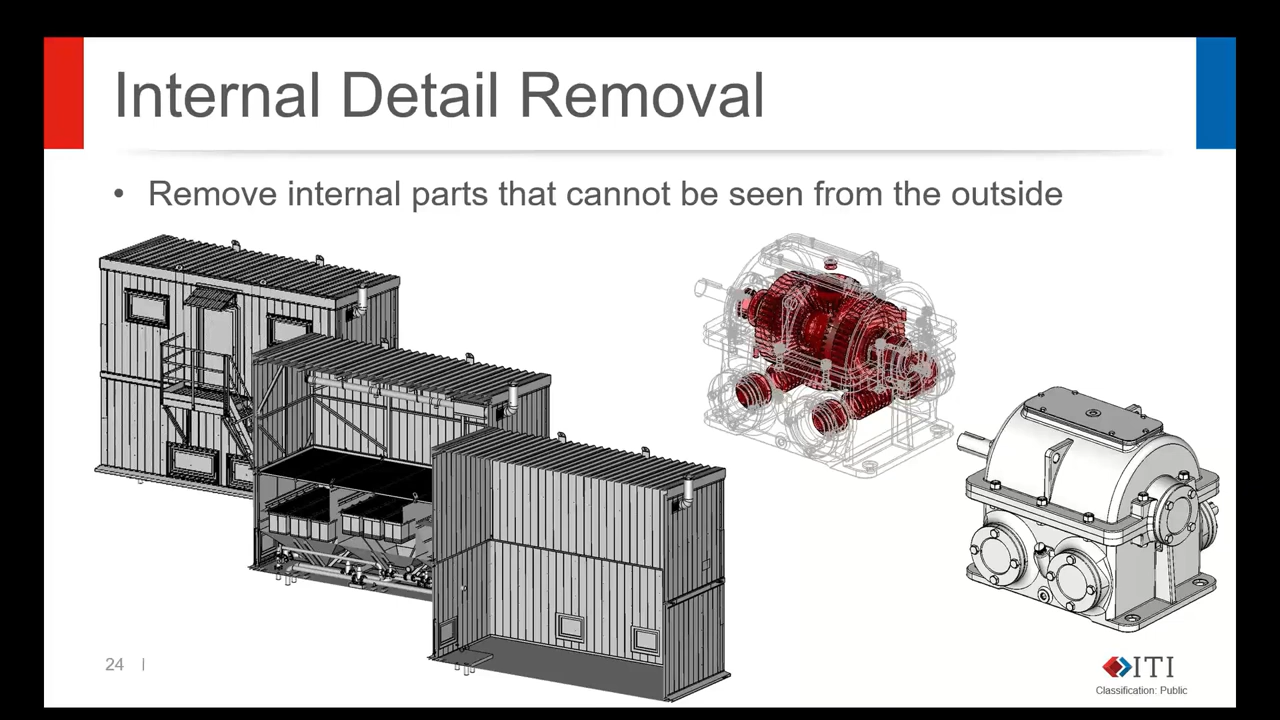 Internal Detail Removal
• Remove internal parts that cannot be seen from the outside
24 |
ITI
Classification: Public